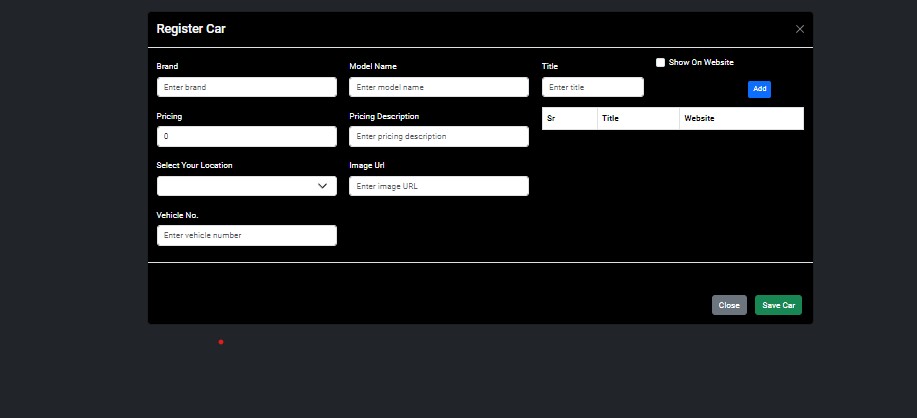 Register Car
Brand
Model Name
Title
Show On Website
Enter brand
Enter model name
Enter title
Add
Sr
Title
Website
Pricing
Pricing Description
0
Enter pricing description
Select Your Location
Image Url
Enter image URL
Vehicle No.
Enter vehicle number
Close
Save Car